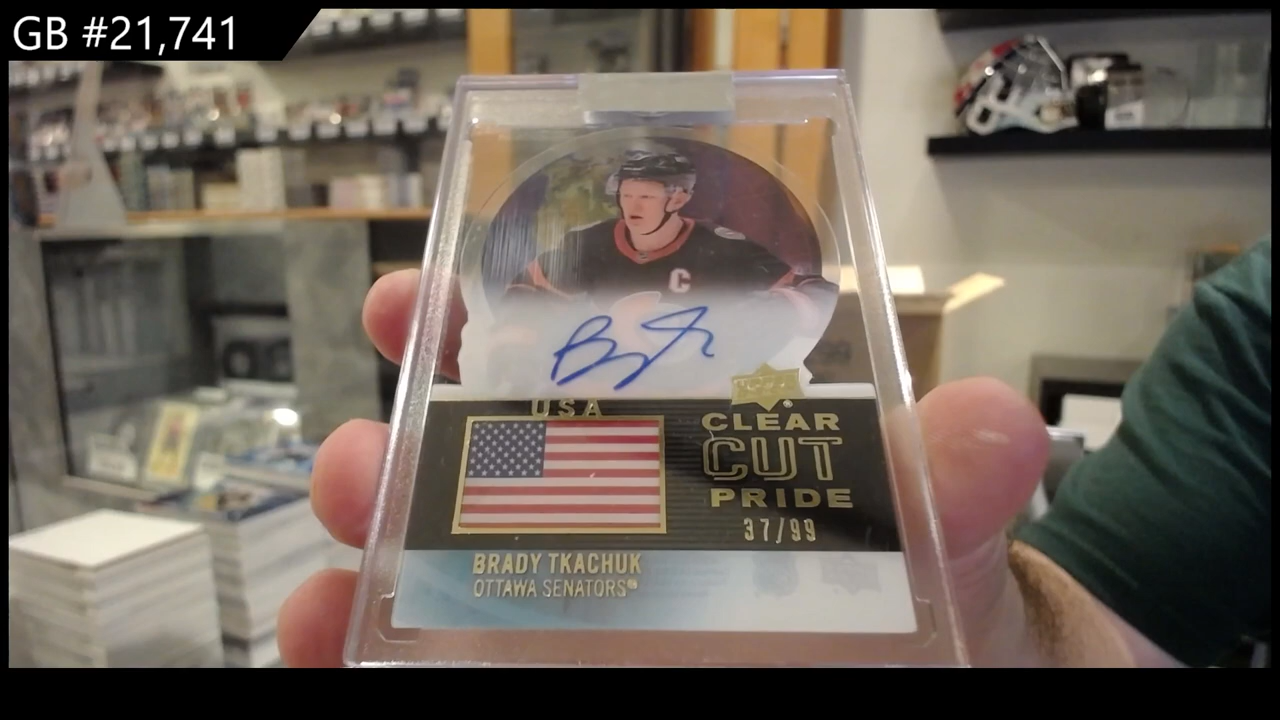 GB #21,741
C
USA
CLEAR
CUT
PRIDE
37/99
BRADY TKACHUK
OTTAWA SENATORS®